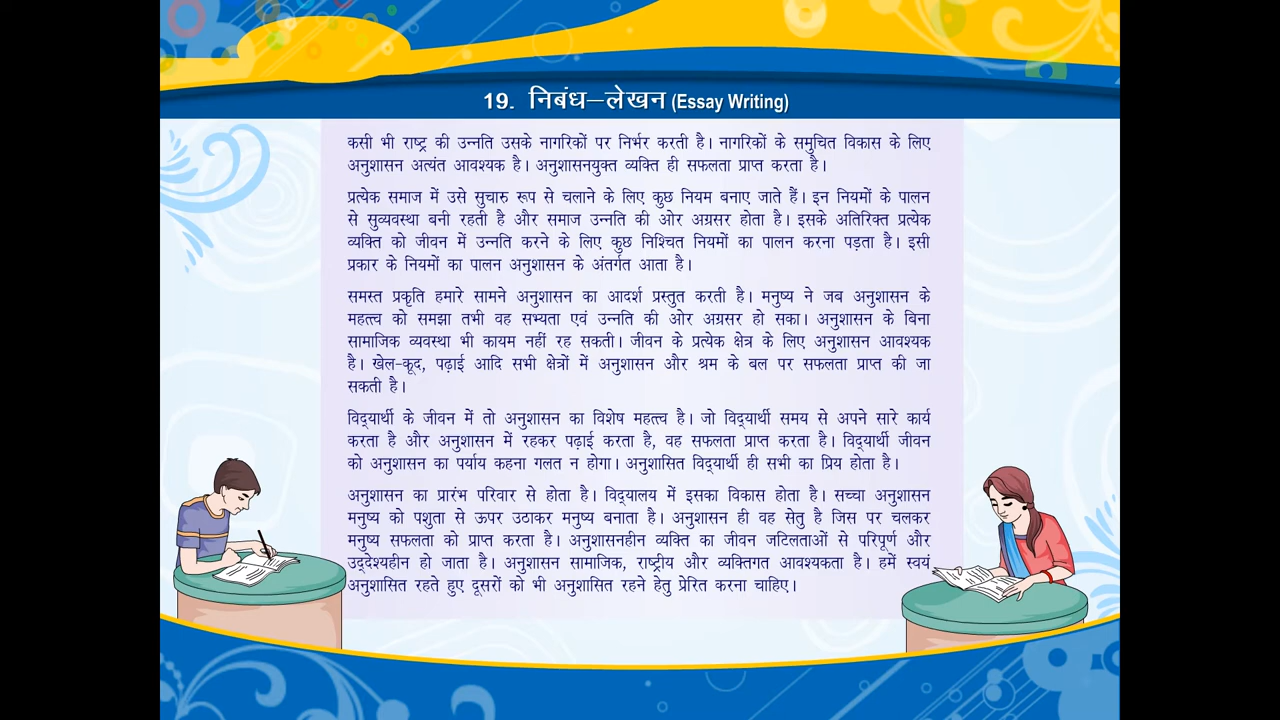 19. निबंध–लेखन (Essay Writing)
कसी भी राष्ट्र की उन्नति उसके नागरिकों पर निर्भर करती है। नागरिकों के समुचित विकास के लिए
अनुशासन अत्यंत आवश्यक है। अनुशासनयुक्त व्यक्ति ही सफलता प्राप्त करता है।
प्रत्येक समाज में उसे सुचारु रूप से चलाने के लिए कुछ नियम बनाए जाते हैं। इन नियमों के पालन
से सुव्यवस्था बनी रहती है और समाज उन्नति की ओर अग्रसर होता है। इसके अतिरिक्त प्रत्येक
व्यक्ति को जीवन में उन्नति करने के लिए कुछ निश्चित नियमों का पालन करना पड़ता है। इसी
प्रकार के नियमों का पालन अनुशासन के अंतर्गत आता है।
समस्त प्रकृति हमारे सामने अनुशासन का आदर्श प्रस्तुत करती है। मनुष्य ने जब अनुशासन के
महत्त्व को समझा तभी वह सभ्यता एवं उन्नति की ओर अग्रसर हो सका। अनुशासन के बिना
सामाजिक व्यवस्था भी कायम नहीं रह सकती। जीवन के प्रत्येक क्षेत्र के लिए अनुशासन आवश्यक
है। खेल-कूद, पढ़ाई आदि सभी क्षेत्रों में अनुशासन और श्रम के बल पर सफलता प्राप्त की जा
सकती है।
विद्‌यार्थी के जीवन में तो अनुशासन का विशेष महत्त्व है। जो विद्‌यार्थी समय से अपने सारे कार्य
करता है और अनुशासन में रहकर पढ़ाई करता है, वह सफलता प्राप्त करता है। विद्‌यार्थी जीवन
को अनुशासन का पर्याय कहना गलत न होगा। अनुशासित विद्‌यार्थी ही सभी का प्रिय होता है।
अनुशासन का प्रारंभ परिवार से होता है। विद्‌यालय में इसका विकास होता है। सच्चा अनुशासन
मनुष्य को पशुता से ऊपर उठाकर मनुष्य बनाता है। अनुशासन ही वह सेतु है जिस पर चलकर
मनुष्य सफलता को प्राप्त करता है। अनुशासनहीन व्यक्ति का जीवन जटिलताओं से परिपूर्ण और
उद्‌देश्यहीन हो जाता है। अनुशासन सामाजिक, राष्ट्रीय और व्यक्तिगत आवश्यकता है। हमें स्वयं
अनुशासित रहते हुए दूसरों को भी अनुशासित रहने हेतु प्रेरित करना चाहिए।